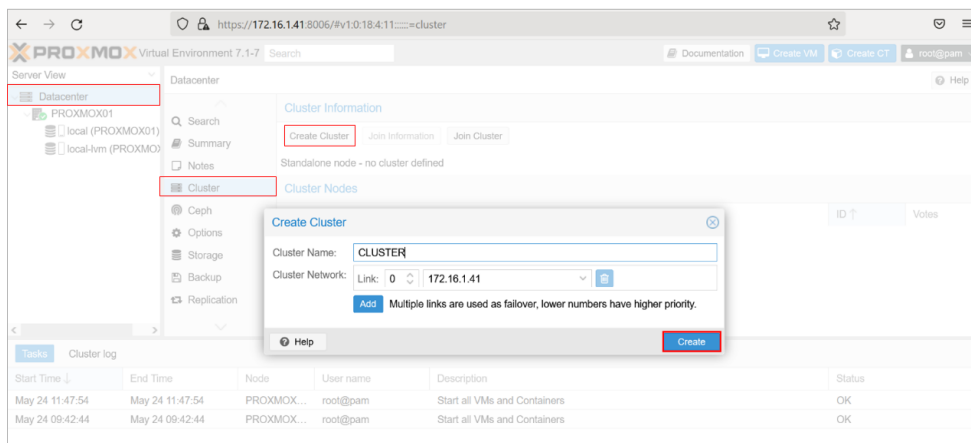 https://172.16.1.41:8006/#v1:0:18:4:11::::::=cluster
PROXMOX Virtual Environment 7.1-7 Search Documentation Create VM Create CT root@pam
Server View Datacenter Help
Datacenter
PROXMOX01
local (PROXMOX01)
local-lvm (PROXMOX
Search
Summary
Notes
Cluster
Ceph
Options
Storage
Backup
Replication
Cluster Information
Create Cluster Join Information Join Cluster
Standalone node - no cluster defined
Cluster Nodes
ID ↑ Votes
Create Cluster
Cluster Name: CLUSTER
Cluster Network: Link: 0 172.16.1.41
Add Multiple links are used as failover, lower numbers have higher priority.
Help Create
Tasks Cluster log
Start Time ↓ End Time Node User name Description Status
May 24 11:47:54 May 24 11:47:54 PROXMOX... root@pam Start all VMs and Containers OK
May 24 09:42:44 May 24 09:42:44 PROXMOX... root@pam Start all VMs and Containers OK